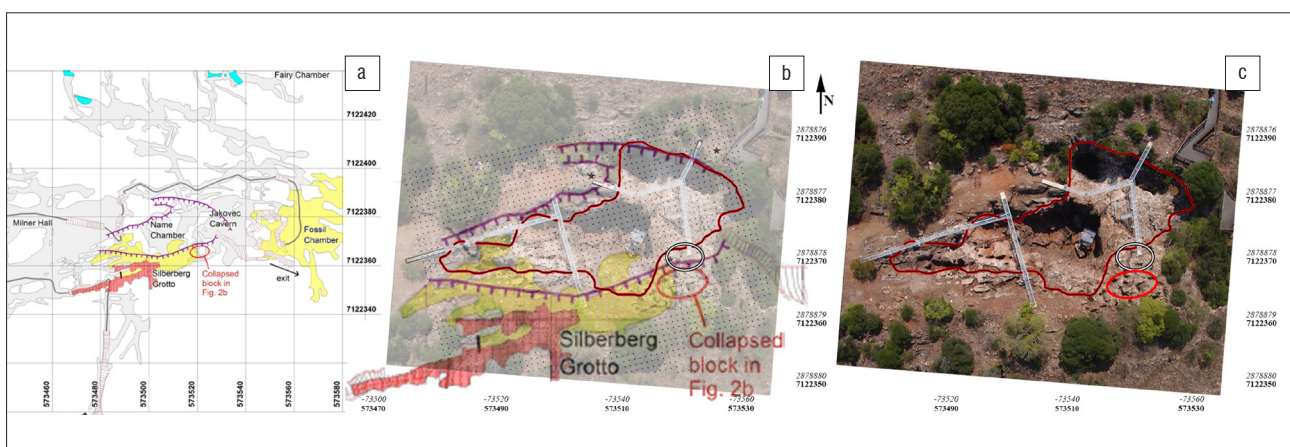 a
Fairy Chamber
7122420
7122400
7122380
7122360
7122340
Milner Hall
Name
Chamber
Jakovec
Cavern
Fossil
Chamber
Silberberg
Grotto
1
Collapsed
block in
Fig. 2b
exit
573460
573480
573500
573520
573540
573560
573580
b
N
2878876
7122390
2878877
7122380
2878878
7122370
2878879
7122360
2878880
7122350
1
Silberberg
Grotto
Collapsed
block in
Fig. 2b
-73500
573470
573490
573510
-73560
573530
c
2878876
7122390
2878877
7122380
2878878
7122370
2878879
7122360
2878880
7122350
-73520
573490
573510
-73560
573530